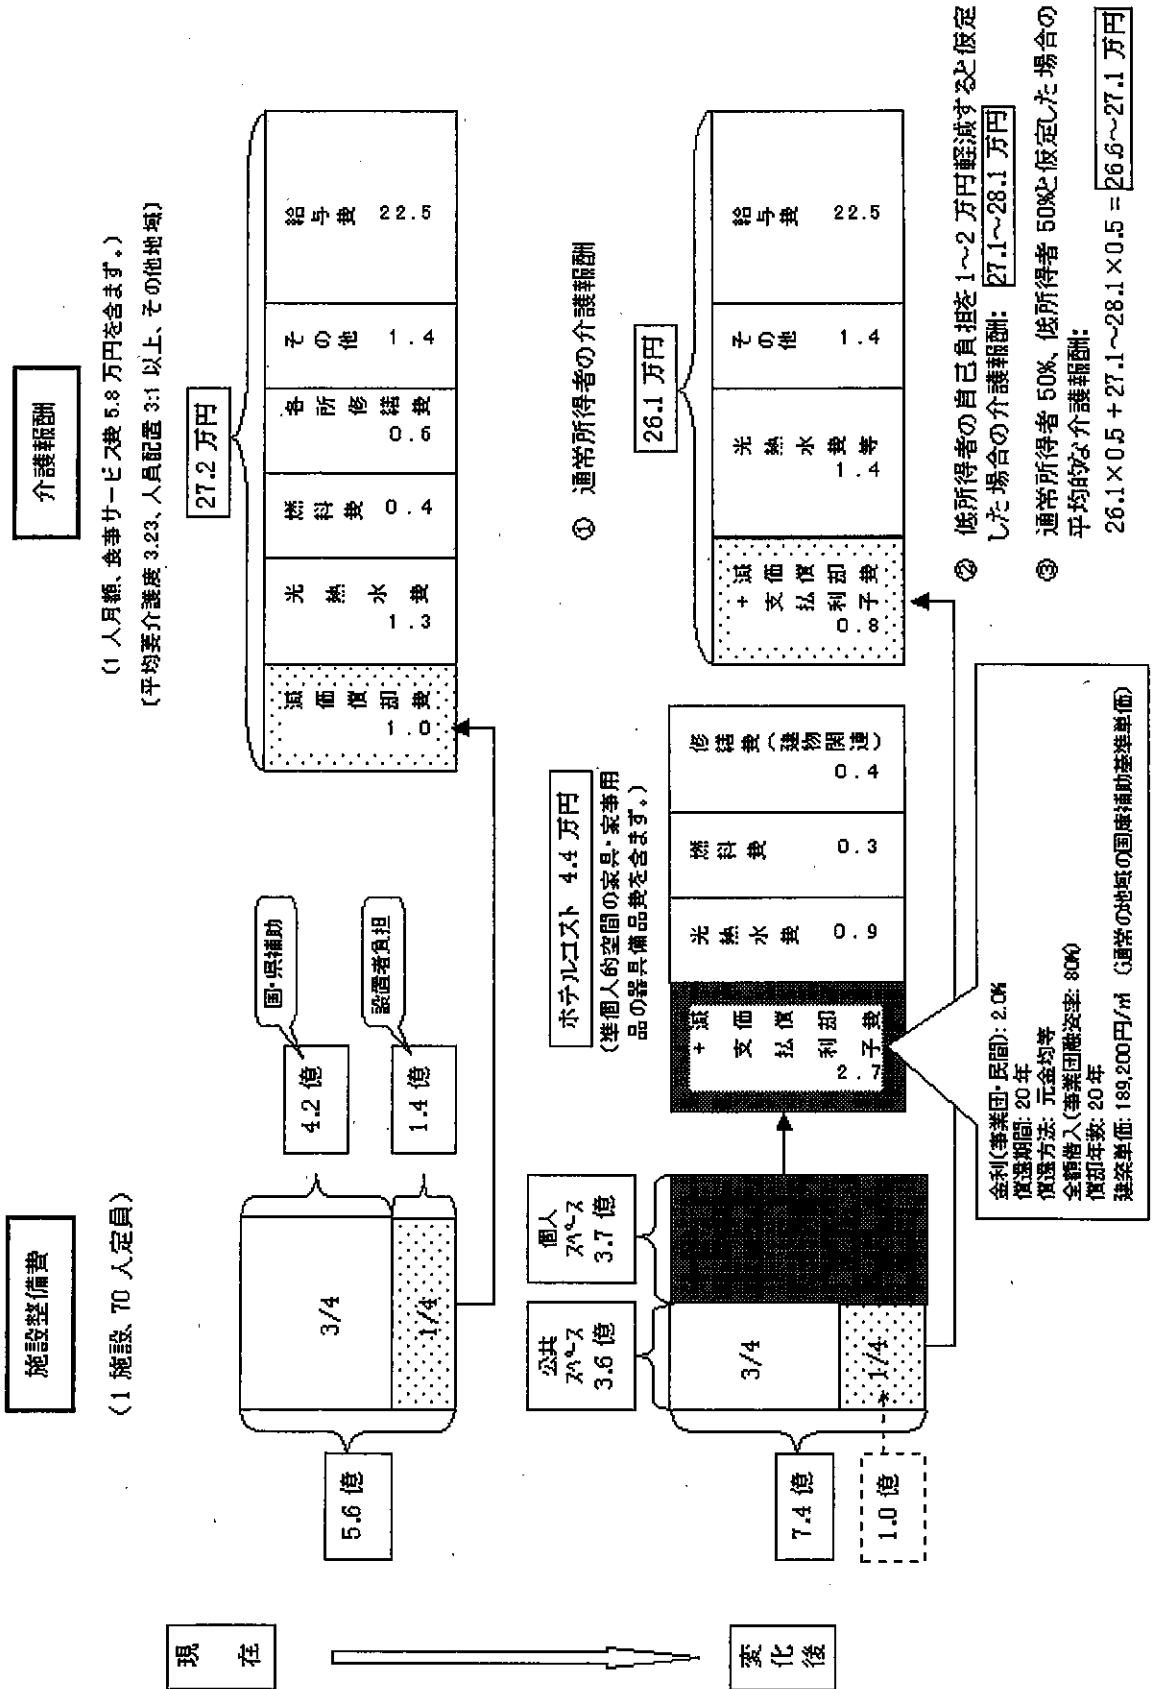 施設整備費
(1 施設、70 人定員)
介護報酬
(1 人月額、食事サービス費 5.8 万円を含まず。)
(平均要介護度 3.23、人員配置 3:1 以上、その他地域)
現在
5.6 億
3/4
1/4
4.2 億
国・県補助
1.4 億
設置者負担
27.2 万円
減価償却費
1.0
光熱水費
1.3
燃料費
0.4
各所修繕費
0.6
その他
1.4
給与費
22.5
変化後
7.4 億
1.0 億
公共
スペース
3.6 億
個人
スペース
3.7 億
3/4
1/4
ホテルコスト 4.4 万円
(準個人的空間の家具・家事用
品の器具備品費を含まず。)
減価償却費
+支払利子
2.7
光熱水費
0.9
燃料費
0.3
修繕費(建物関連)
0.4
① 通常所得者の介護報酬
26.1 万円
減価償却費
+支払利子
0.8
光熱水費等
1.4
その他
1.4
給与費
22.5
金利(事業団・民間): 2.0%
償還期間: 20 年
償還方法: 元金均等
全額借入(事業団融資率: 80%)
償却年数: 20 年
建築単価: 189,200円/㎡ (通常の地域の国庫補助基準単価)
② 低所得者の自己負担を 1~2 万円軽減すると仮定
した場合の介護報酬: 27.1~28.1 万円
③ 通常所得者 50%、低所得者 50%と仮定した場合の
平均的な介護報酬:
26.1×0.5 + 27.1~28.1×0.5 = 26.6~27.1 万円